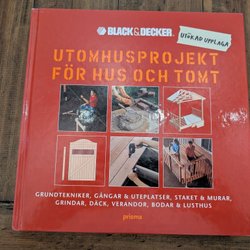 BLACK&DECKER.
UTÖKAD UPPLAGA
UTOMHUSPROJEKT
FÖR HUS OCH TOMT
GRUNDTEKNIKER, GÅNGAR & UTEPLATSER, STAKET & MURAR,
GRINDAR, DÄCK, VERANDOR, BODAR & LUSTHUS
prisma